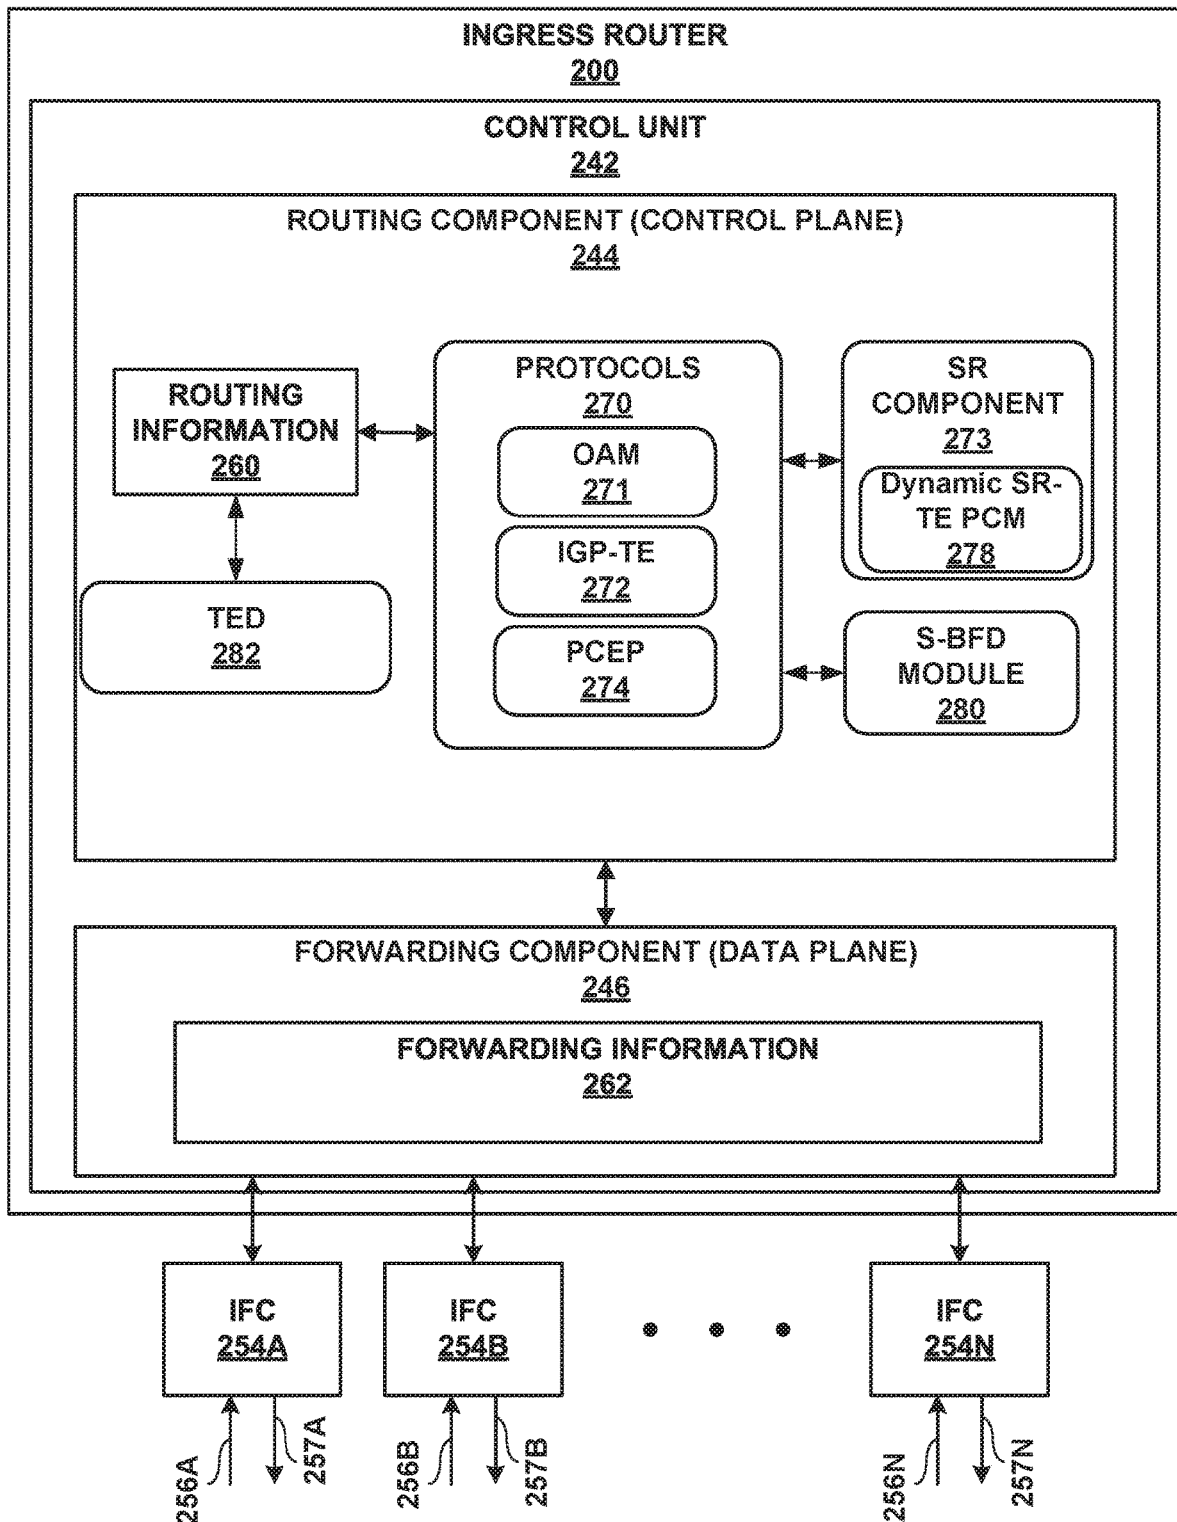 INGRESS ROUTER
200
CONTROL UNIT
242
ROUTING COMPONENT (CONTROL PLANE)
244
ROUTING
INFORMATION
260
TED
282
PROTOCOLS
270
OAM
271
IGP-TE
272
PCEP
274
SR
COMPONENT
273
Dynamic SR-
TE PCM
278
S-BFD
MODULE
280
FORWARDING COMPONENT (DATA PLANE)
246
FORWARDING INFORMATION
262
IFC
254A
IFC
254B
IFC
254N
256A
257A
256B
257B
256N
257N